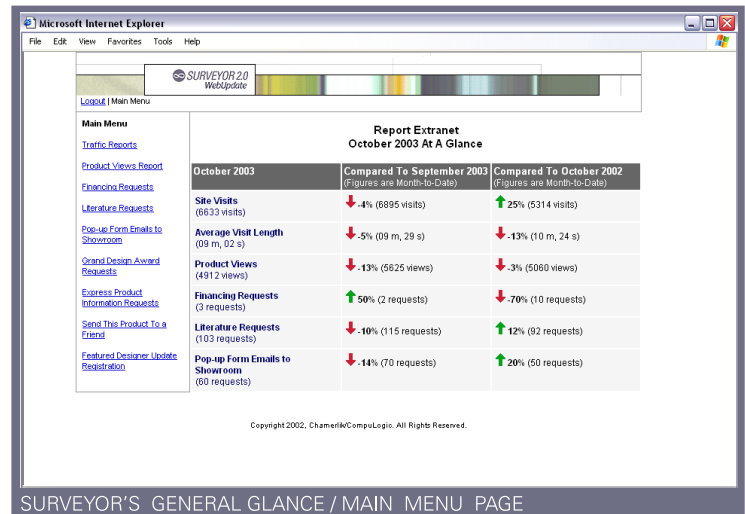 Microsoft Internet Explorer
File Edit View Favorites Tools Help
SURVEYOR 2.0
WebUpdate
Logout | Main Menu
Main Menu
Traffic Reports
Product Views Report
Financing Requests
Literature Requests
Pop-up Form Emails to
Showroom
Grand Design Award
Requests
Express Product
Information Requests
Send This Product To a
Friend
Featured Designer Update
Registration
Report Extranet
October 2003 At A Glance
October 2003 Compared To September 2003 Compared To October 2002
(Figures are Month-to-Date) (Figures are Month-to-Date)
Site Visits
(6633 visits) -4% (6895 visits) 25% (5314 visits)
Average Visit Length
(09 m, 02 s) -5% (09 m, 29 s) -13% (10 m, 24 s)
Product Views
(4912 views) -13% (5625 views) -3% (5060 views)
Financing Requests
(3 requests) 50% (2 requests) -70% (10 requests)
Literature Requests
(103 requests) -10% (115 requests) 12% (92 requests)
Pop-up Form Emails to
Showroom
(60 requests) -14% (70 requests) 20% (50 requests)
Copyright 2002, Chamerlik/CompuLogic. All Rights Reserved.
SURVEYOR'S GENERAL GLANCE / MAIN MENU PAGE